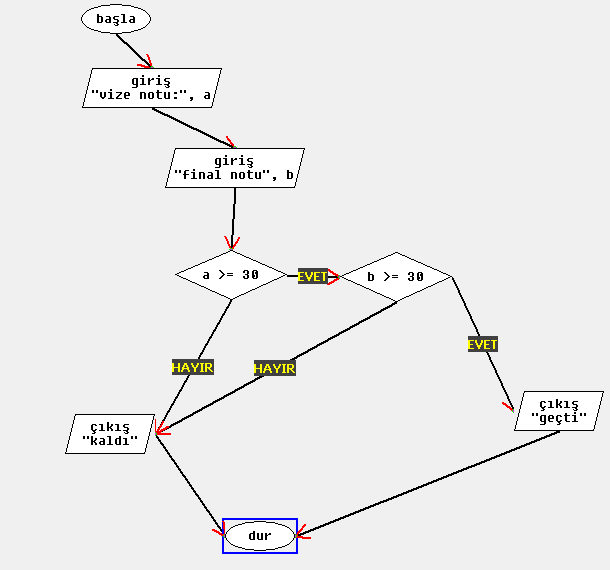 başla
giriş
"vize notu:", a
giriş
"final notu", b
a >= 30
EVET
b >= 30
EVET
HAYIR
HAYIR
çıkış
"geçti"
çıkış
"kaldı"
dur